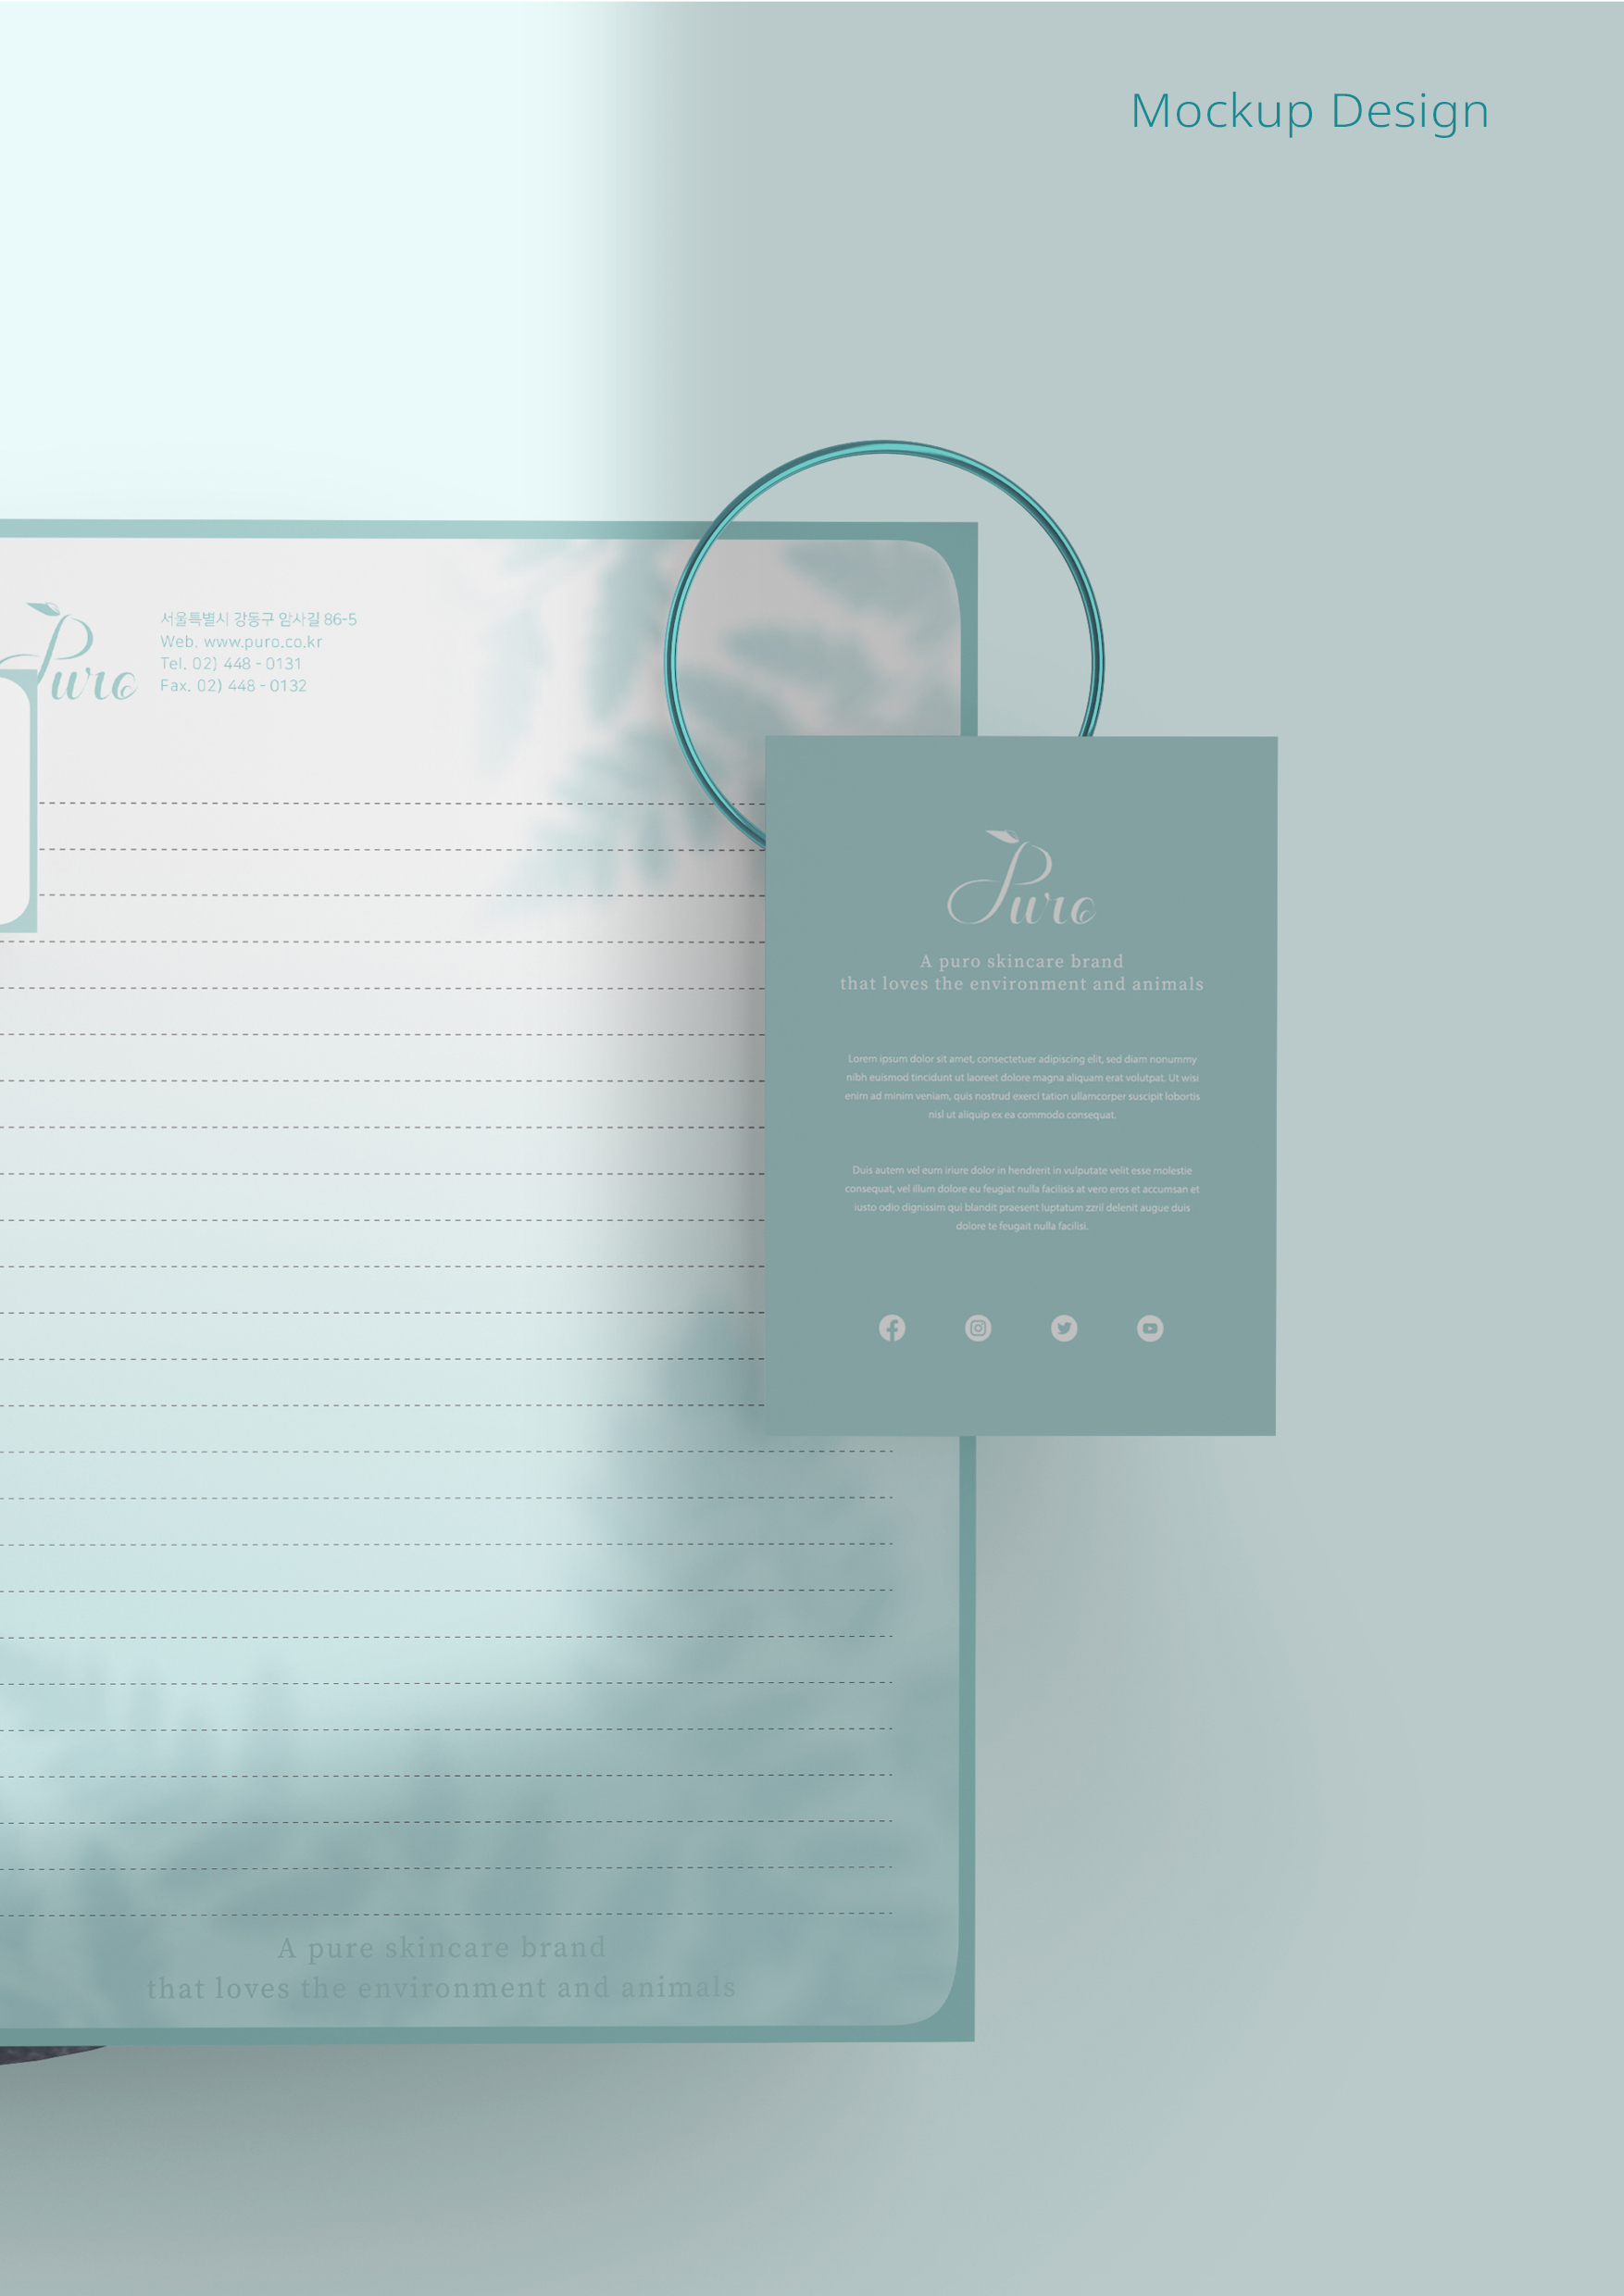 Mockup Design
Puro
서울특별시 강동구 암사길 86-5
Web. www.puro.co.kr
Tel. 02) 448 - 0131
Fax. 02) 448 - 0132
Puro
A puro skincare brand
that loves the environment and animals
Lorem ipsum dolor sit amet, consectetuer adipiscing elit, sed diam nonummy
nibh euismod tincidunt ut laoreet dolore magna aliquam erat volutpat. Ut wisi
enim ad minim veniam, quis nostrud exerci tation ullamcorper suscipit lobortis
nisl ut aliquip ex ea commodo consequat.
Duis autem vel eum iriure dolor in hendrerit in vulputate velit esse molestie
consequat, vel illum dolore eu feugiat nulla facilisis at vero eros et accumsan et
iusto odio dignissim qui blandit praesent luptatum zzril delenit augue duis
dolore te feugait nulla facilisi.
A pure skincare brand
that loves the environment and animals